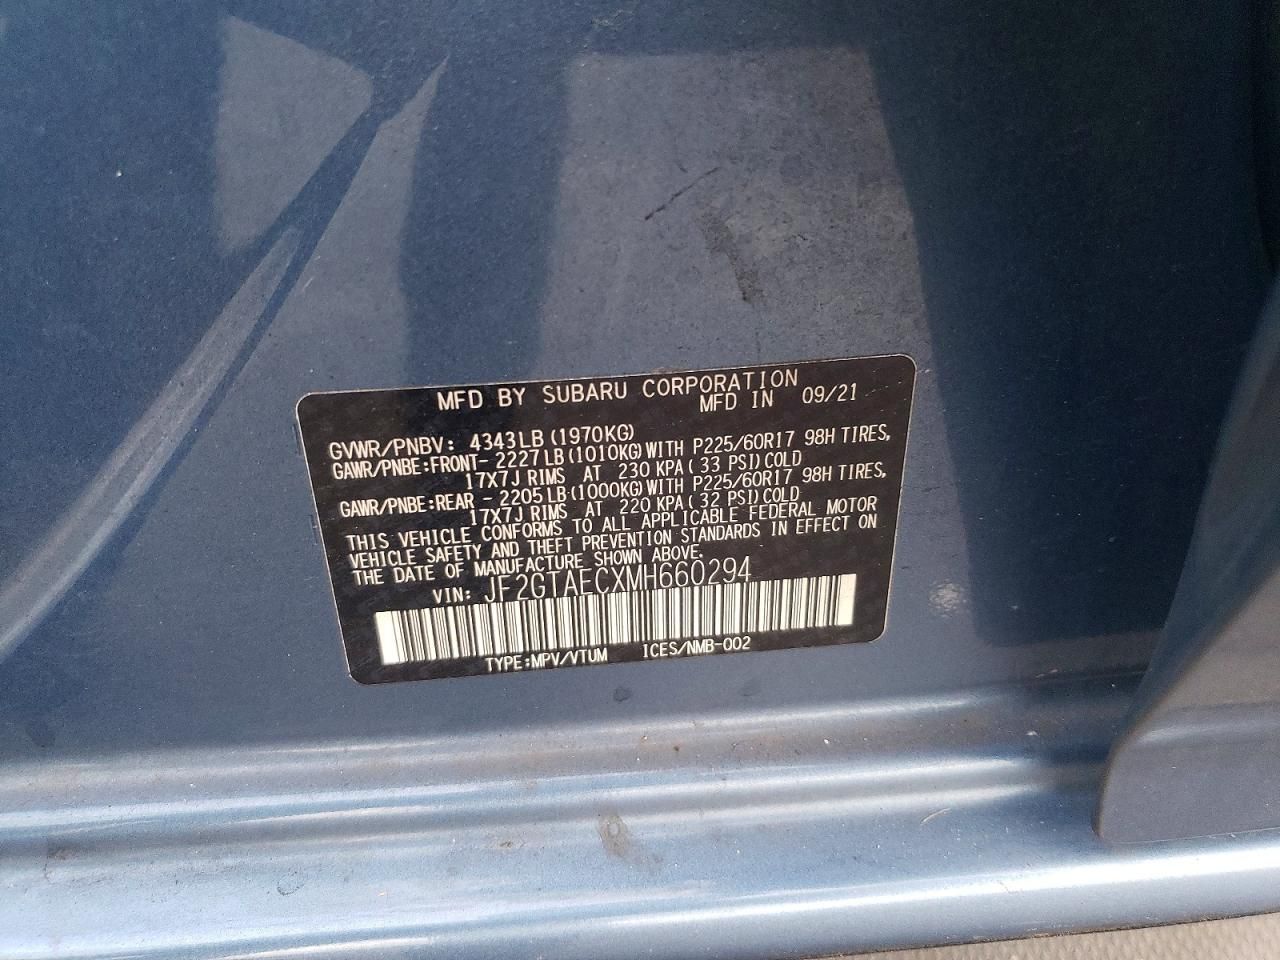 MFD BY SUBARU CORPORATION
MFD IN 09/21
GVWR/PNBV: 4343LB(1970KG)
GAWR/PNBE:FRONT-2227LB(1010KG)WITH P225/60R17 98H TIRES,
17X7J RIMS AT 230 KPA(33 PSI)COLD
GAWR/PNBE:REAR -2205LB(1000KG)WITH P225/60R17 98H TIRES,
17X7J RIMS AT 220 KPA(32 PSI)COLD
THIS VEHICLE CONFORMS TO ALL APPLICABLE FEDERAL MOTOR
VEHICLE SAFETY AND THEFT PREVENTION STANDARDS IN EFFECT ON
THE DATE OF MANUFACTURE SHOWN ABOVE.
VIN: JF2GTAECXMH660294
TYPE:MPV/VTUM ICES/NMB-002